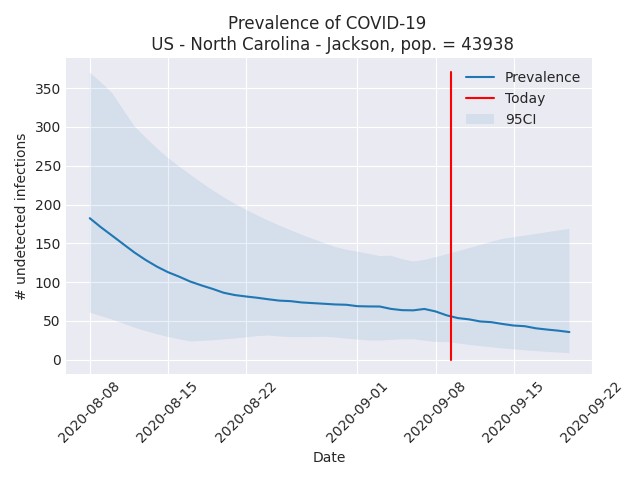 Prevalence of COVID-19
US - North Carolina - Jackson, pop. = 43938
Prevalence
Today
95CI
350
300
250
200
150
100
50
0
# undetected infections
2020-08-08
2020-08-15
2020-08-22
2020-09-01
2020-09-08
2020-09-15
2020-09-22
Date